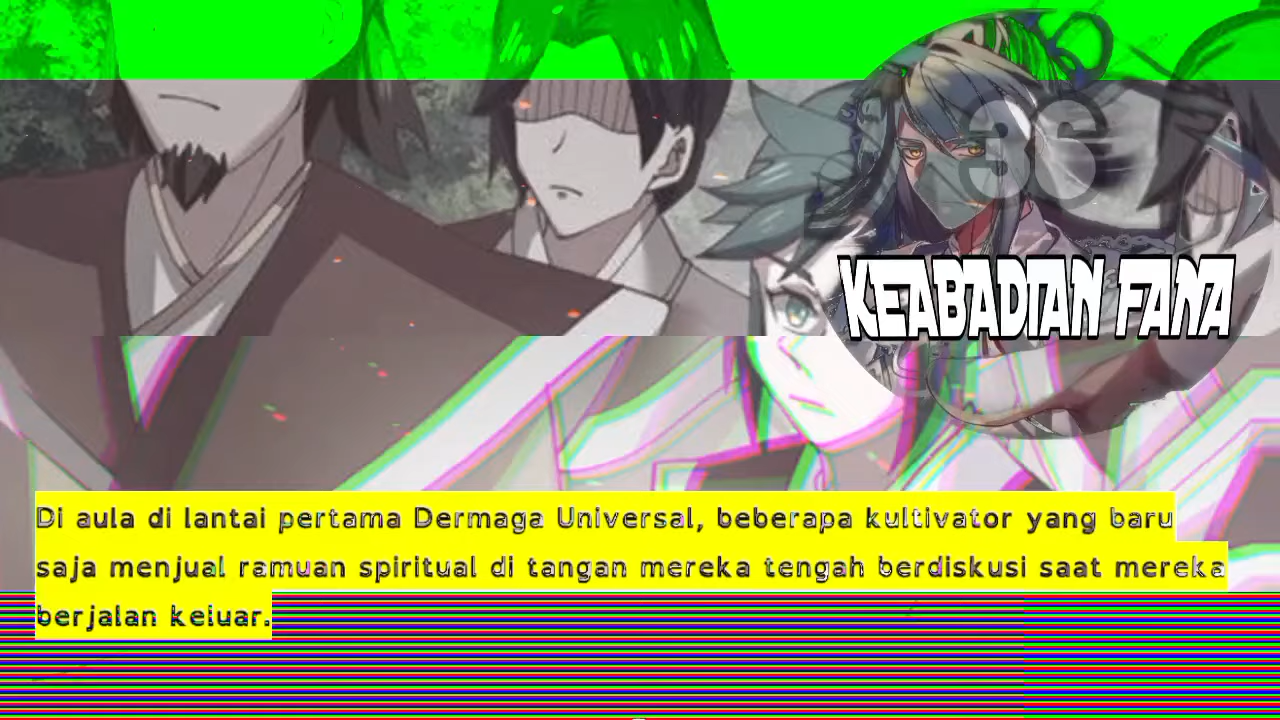 36
KEABADIAN FANA
Di aula di lantai pertama Dermaga Universal, beberapa kultivator yang baru
saja menjual ramuan spiritual di tangan mereka tengah berdiskusi saat mereka
berjalan keluar.